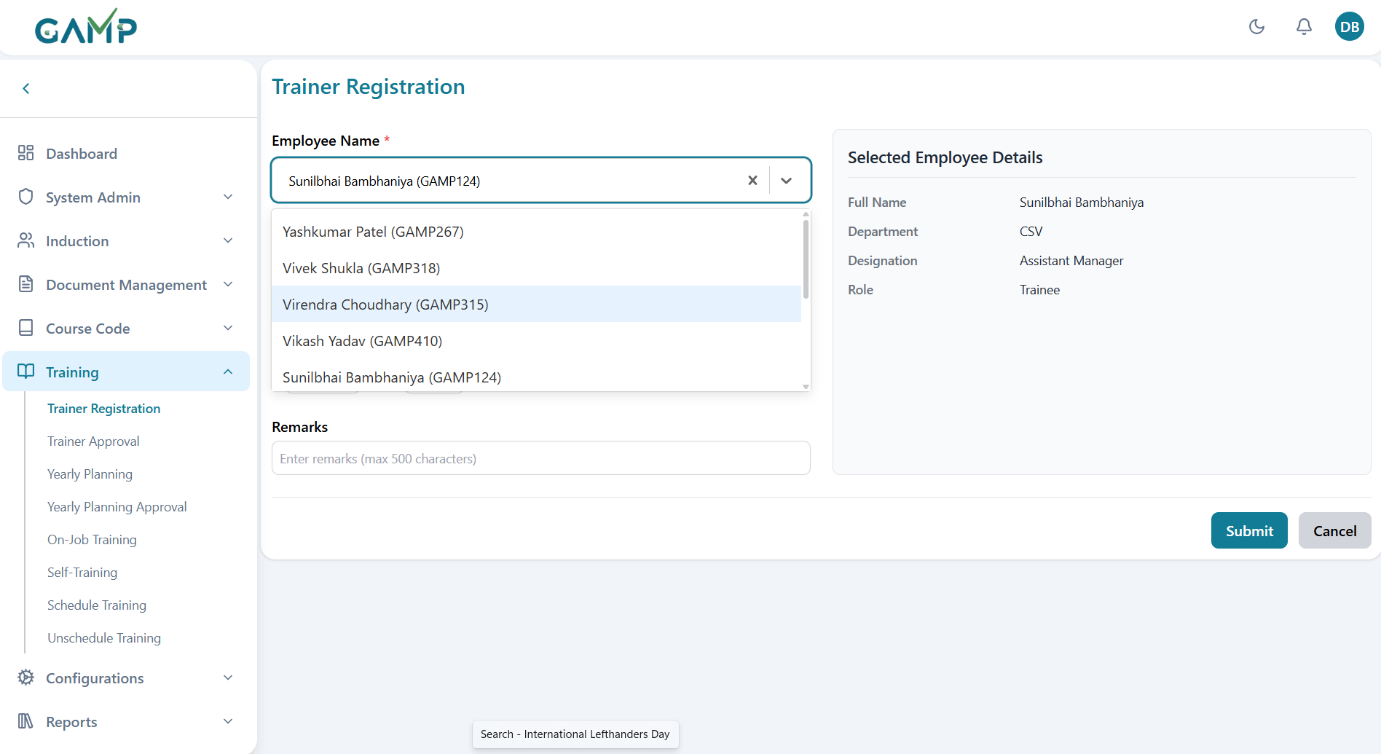 GAMP
DB
Trainer Registration
Dashboard
System Admin
Induction
Document Management
Course Code
Training
Trainer Registration
Trainer Approval
Yearly Planning
Yearly Planning Approval
On-Job Training
Self-Training
Schedule Training
Unschedule Training
Configurations
Reports
Employee Name *
Sunilbhai Bambhaniya (GAMP124)
Yashkumar Patel (GAMP267)
Vivek Shukla (GAMP318)
Virendra Choudhary (GAMP315)
Vikash Yadav (GAMP410)
Sunilbhai Bambhaniya (GAMP124)
Remarks
Enter remarks (max 500 characters)
Selected Employee Details
Full Name Sunilbhai Bambhaniya
Department CSV
Designation Assistant Manager
Role Trainee
Submit Cancel
Search - International Lefthanders Day